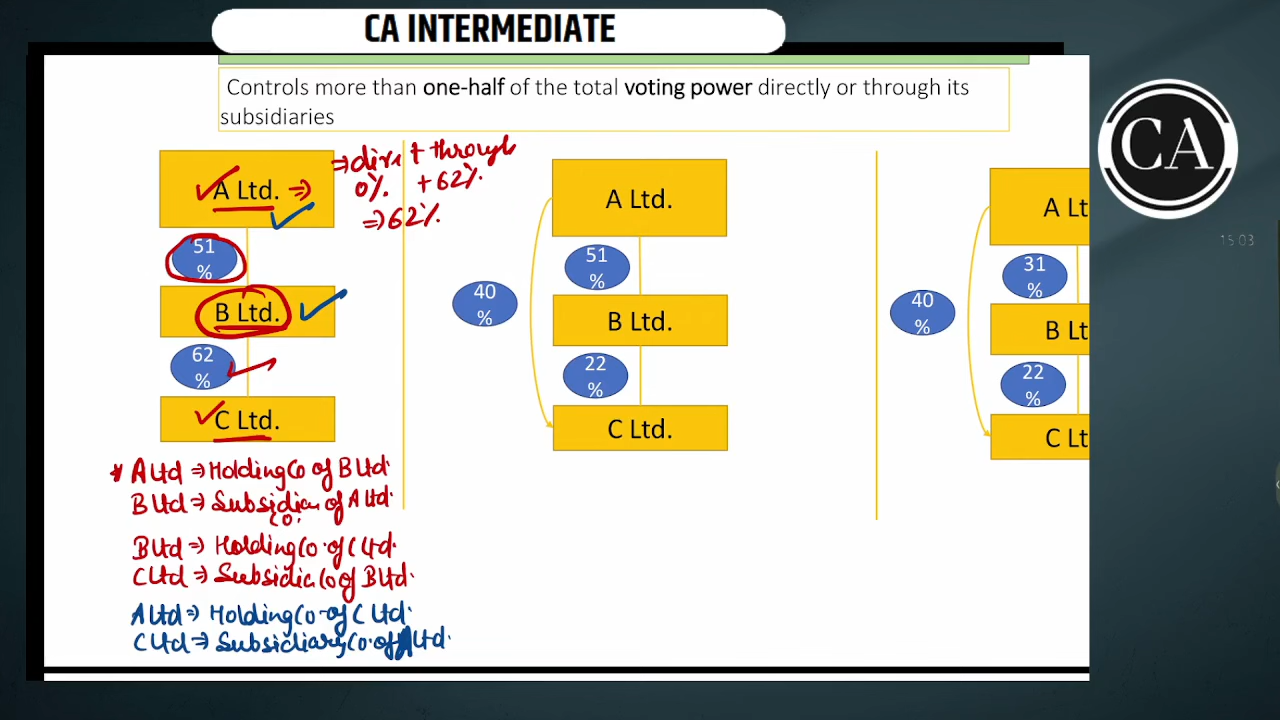 CA INTERMEDIATE
Controls more than one-half of the total voting power directly or through its
subsidiaries
CA
15 03
A Ltd. ⇒
⇒ dire + through
0% + 62%
⇒ 62%
51
%
B Ltd.
62
%
C Ltd.
A Ltd.
51
%
40
%
B Ltd.
22
%
C Ltd.
A Lt
31
%
40
%
B Lt
22
%
C Lt
* A Ltd ⇒ Holding Co of B Ltd.
B Ltd ⇒ Subsidian of A Ltd.
Co.
B Ltd ⇒ Holding Co. of C Ltd.
C Ltd ⇒ Subsidia Co of B Ltd.
A Ltd ⇒ Holding Co. of C Ltd.
C Ltd ⇒ Subsidiary Co. of A Ltd.